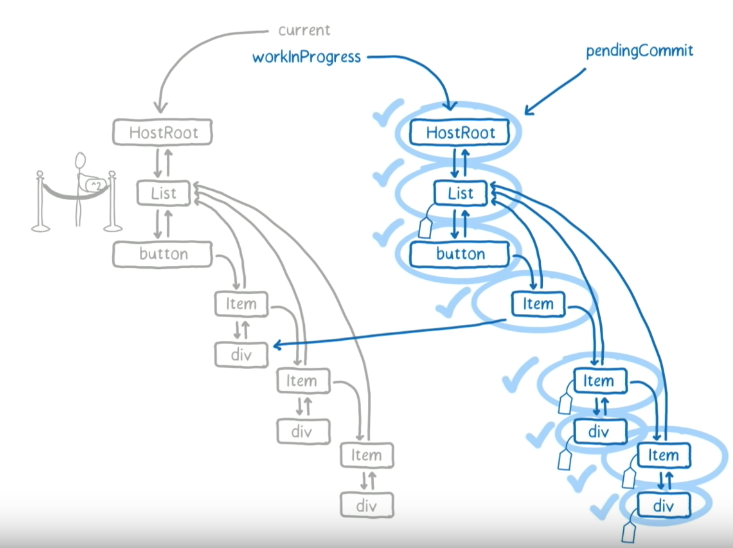 current
workInProgress
pendingCommit
HostRoot
List
button
Item
div
Item
div
Item
div
HostRoot
List
button
Item
Item
div
Item
div